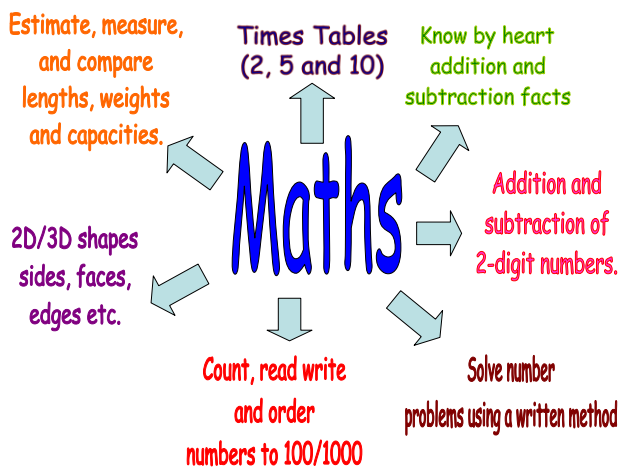 Estimate, measure,
and compare
lengths, weights
and capacities.
Times Tables
(2, 5 and 10)
Know by heart
addition and
subtraction facts
Maths
Addition and
subtraction of
2-digit numbers.
2D/3D shapes
sides, faces,
edges etc.
Count, read write
and order
numbers to 100/1000
Solve number
problems using a written method